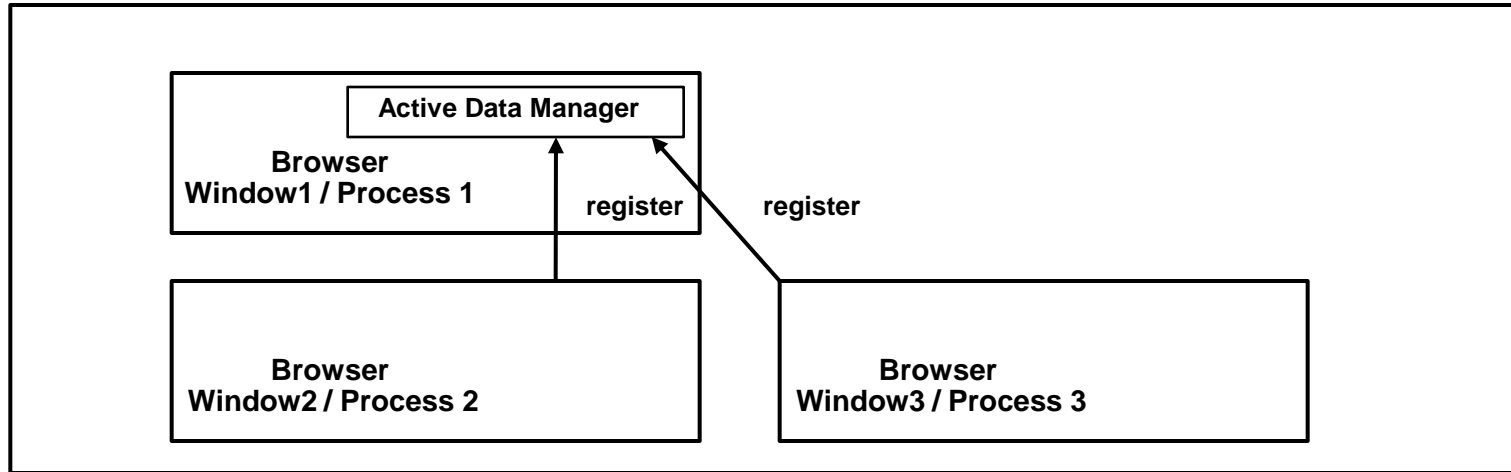 Active Data Manager
Browser
Window1 / Process 1
register
register
Browser
Window2 / Process 2
Browser
Window3 / Process 3